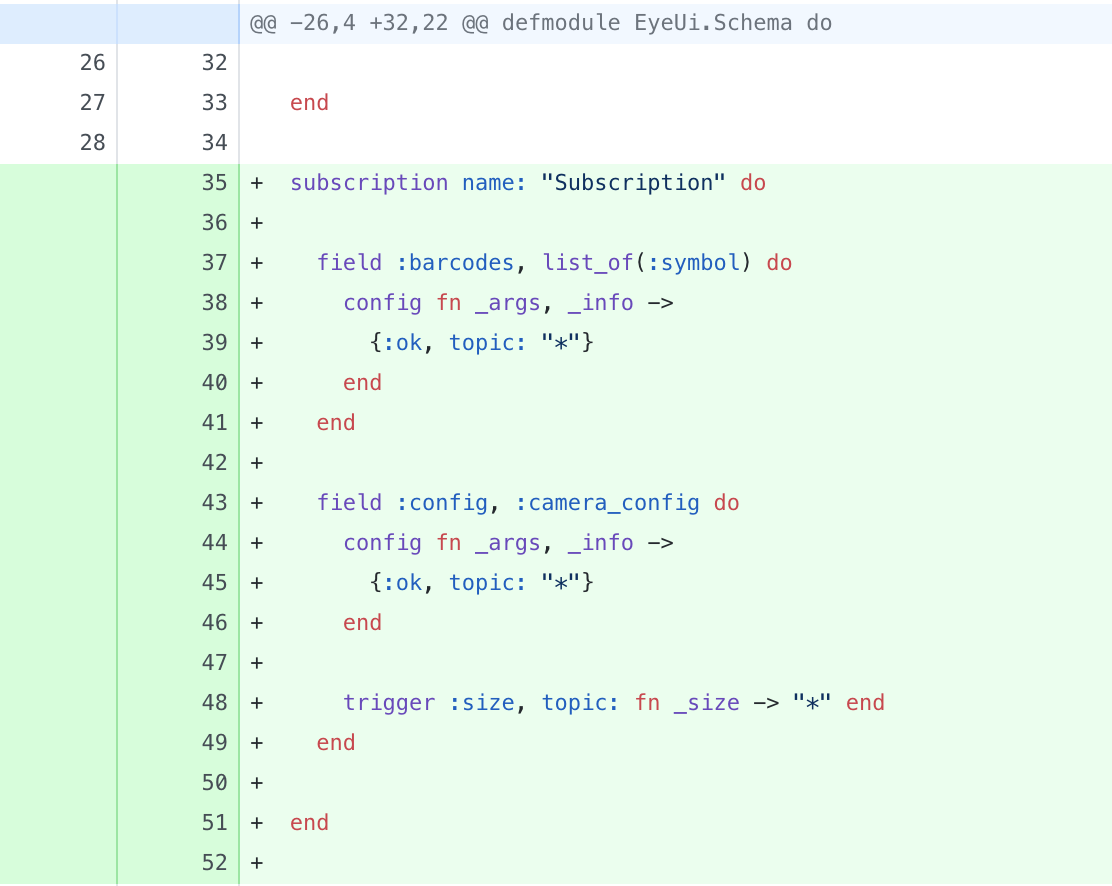 @@ -26,4 +32,22 @@ defmodule EyeUi.Schema do
26 32
27 33   end
28 34
35 +  subscription name: "Subscription" do
36 +
37 +    field :barcodes, list_of(:symbol) do
38 +      config fn _args, _info ->
39 +        {:ok, topic: "*"}
40 +      end
41 +    end
42 +
43 +    field :config, :camera_config do
44 +      config fn _args, _info ->
45 +        {:ok, topic: "*"}
46 +      end
47 +
48 +      trigger :size, topic: fn _size -> "*" end
49 +    end
50 +
51 +  end
52 +